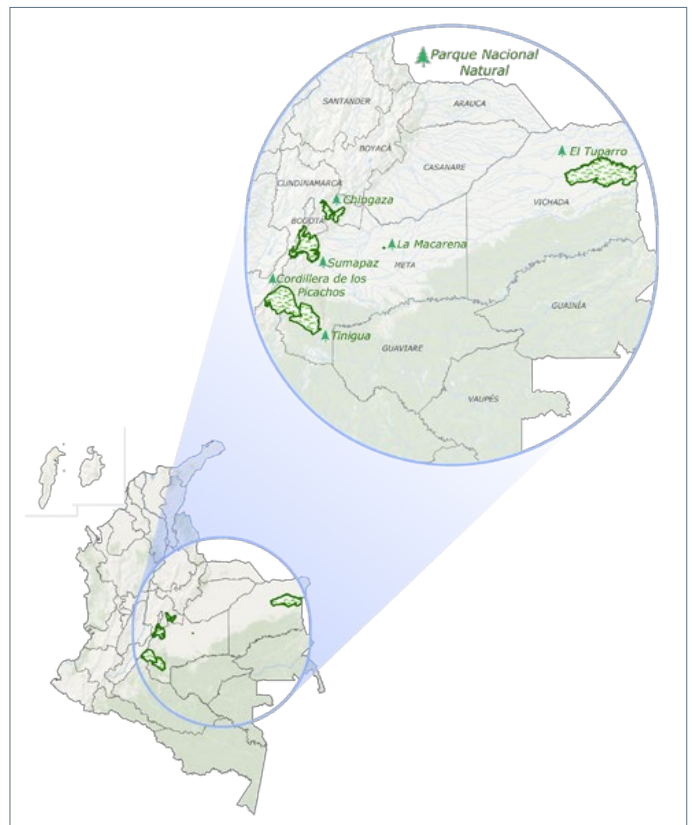 Parque Nacional
Natural
SANTANDER
ARAUCA
BOYACÁ
CASANARE
El Tuparro
CUNDINAMARCA
Chingaza
VICHADA
BOGOTÁ
La Macarena
Sumapaz
META
Cordillera de los
Picachos
GUAINÍA
Tinigua
GUAVIARE
VAUPÉS